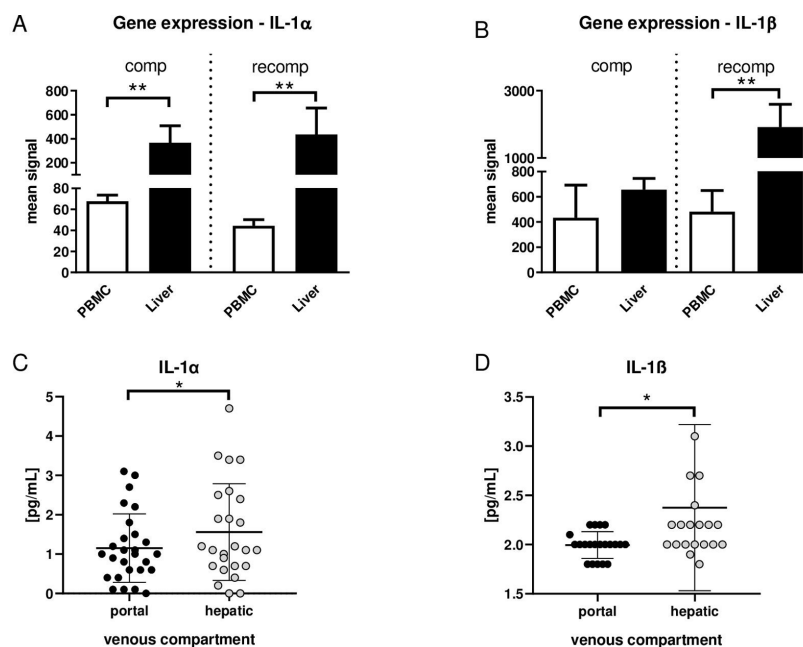 A
Gene expression - IL-1α
comp
recomp
**
**
800
600
400
200
80
60
40
20
0
mean signal
PBMC
Liver
PBMC
Liver
B
Gene expression - IL-1β
comp
recomp
**
3000
1000
800
600
400
200
0
mean signal
PBMC
Liver
PBMC
Liver
C
IL-1α
*
5
4
3
2
1
0
[pg/mL]
portal
hepatic
venous compartment
D
IL-1ß
*
3.5
3.0
2.5
2.0
1.5
[pg/mL]
portal
hepatic
venous compartment